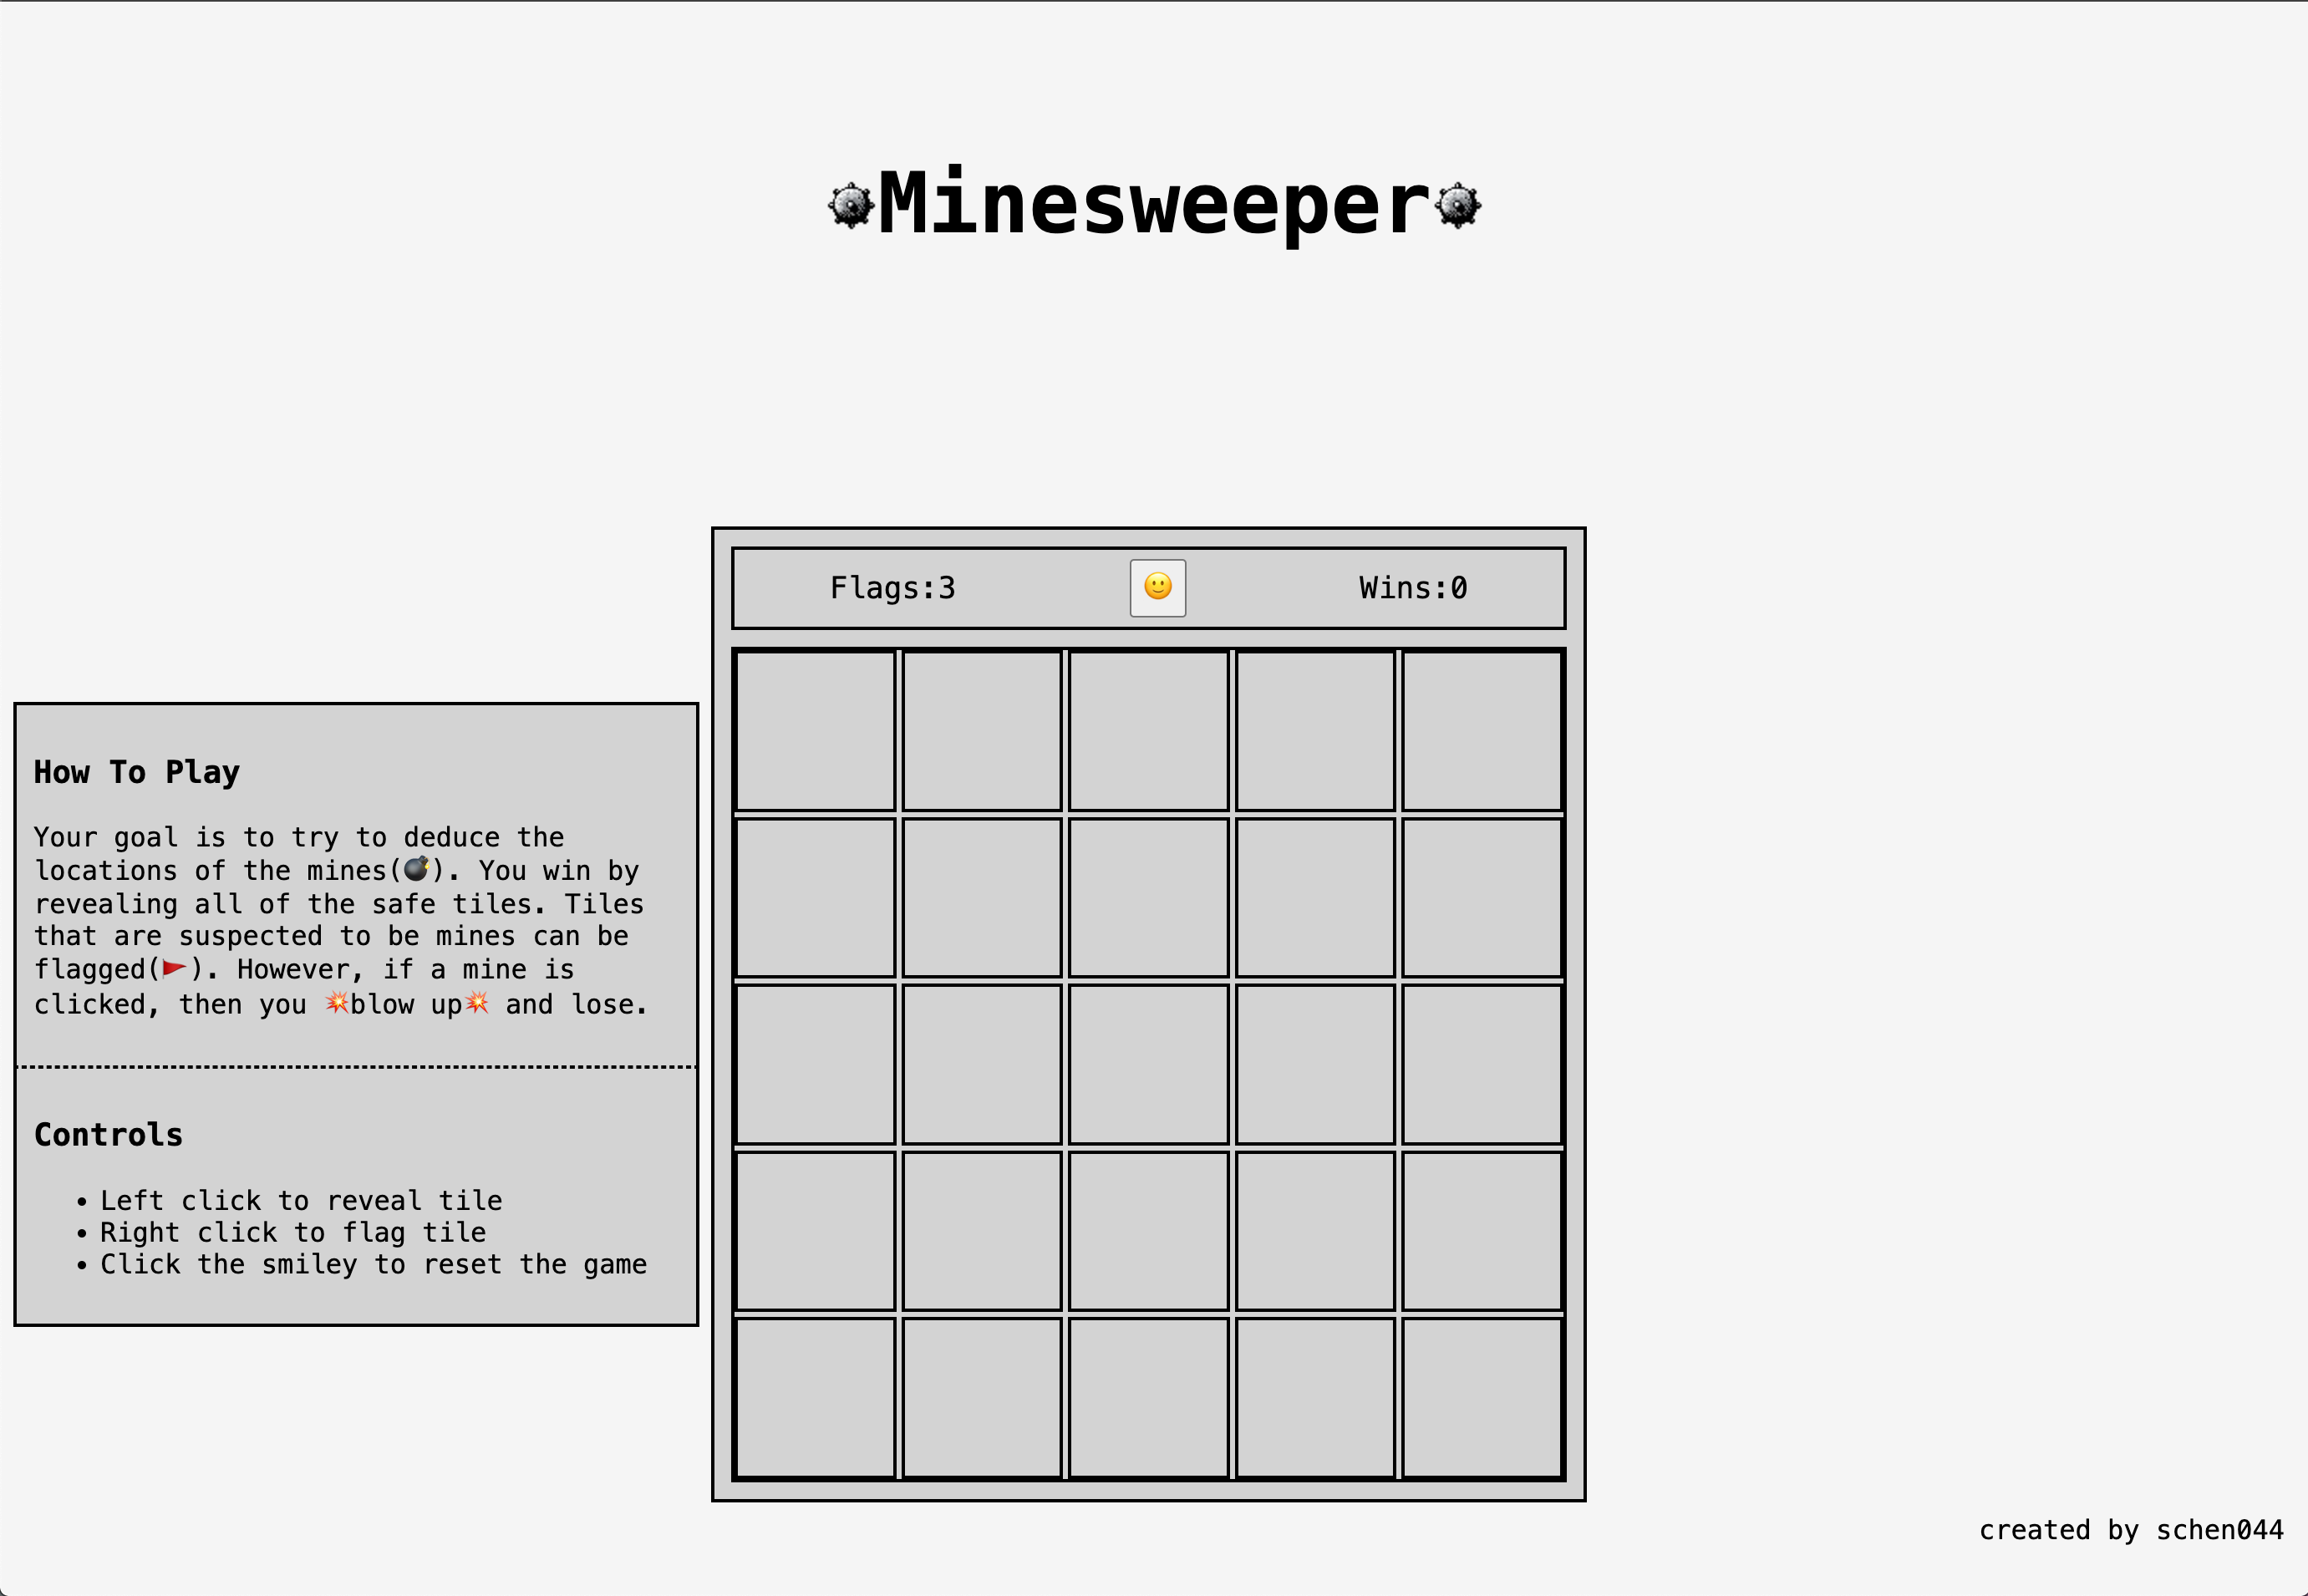 Minesweeper
Flags:3
Wins:0
How To Play
Your goal is to try to deduce the
locations of the mines(💣). You win by
revealing all of the safe tiles. Tiles
that are suspected to be mines can be
flagged(🚩). However, if a mine is
clicked, then you 💥blow up💥 and lose.
Controls
• Left click to reveal tile
• Right click to flag tile
• Click the smiley to reset the game
created by schen044